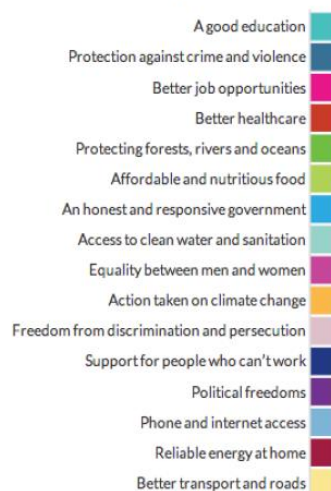 A good education
Protection against crime and violence
Better job opportunities
Better healthcare
Protecting forests, rivers and oceans
Affordable and nutritious food
An honest and responsive government
Access to clean water and sanitation
Equality between men and women
Action taken on climate change
Freedom from discrimination and persecution
Support for people who can't work
Political freedoms
Phone and internet access
Reliable energy at home
Better transport and roads